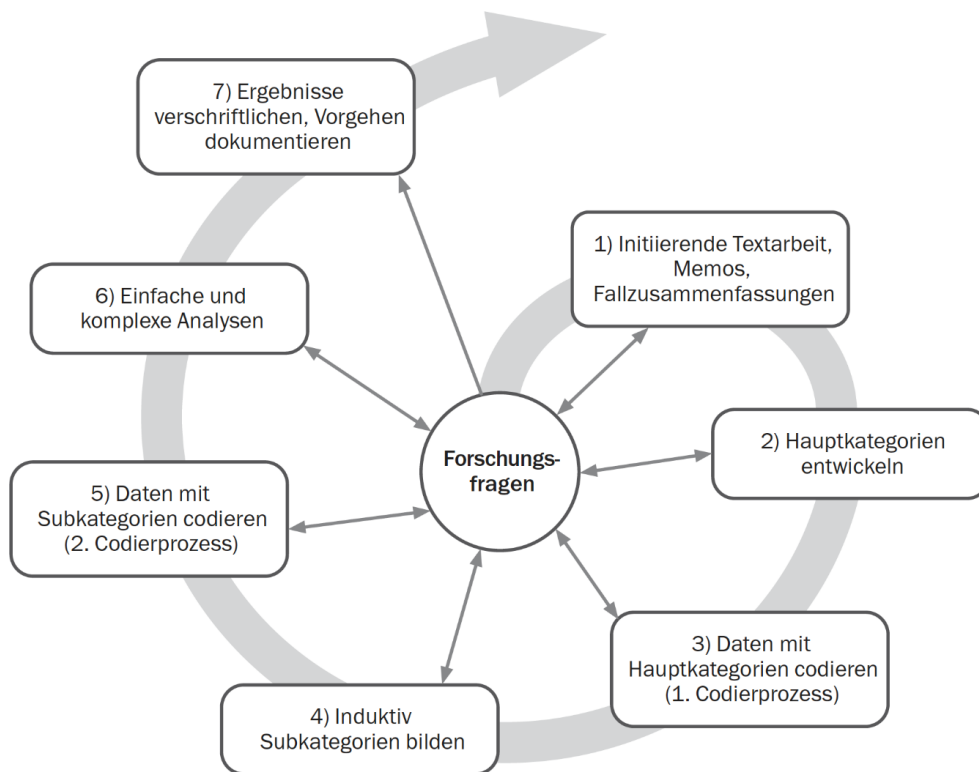 7) Ergebnisse
verschriftlichen, Vorgehen
dokumentieren
1) Initiierende Textarbeit,
Memos,
Fallzusammenfassungen
6) Einfache und
komplexe Analysen
2) Hauptkategorien
entwickeln
Forschungs-
fragen
5) Daten mit
Subkategorien codieren
(2. Codierprozess)
3) Daten mit
Hauptkategorien codieren
(1. Codierprozess)
4) Induktiv
Subkategorien bilden